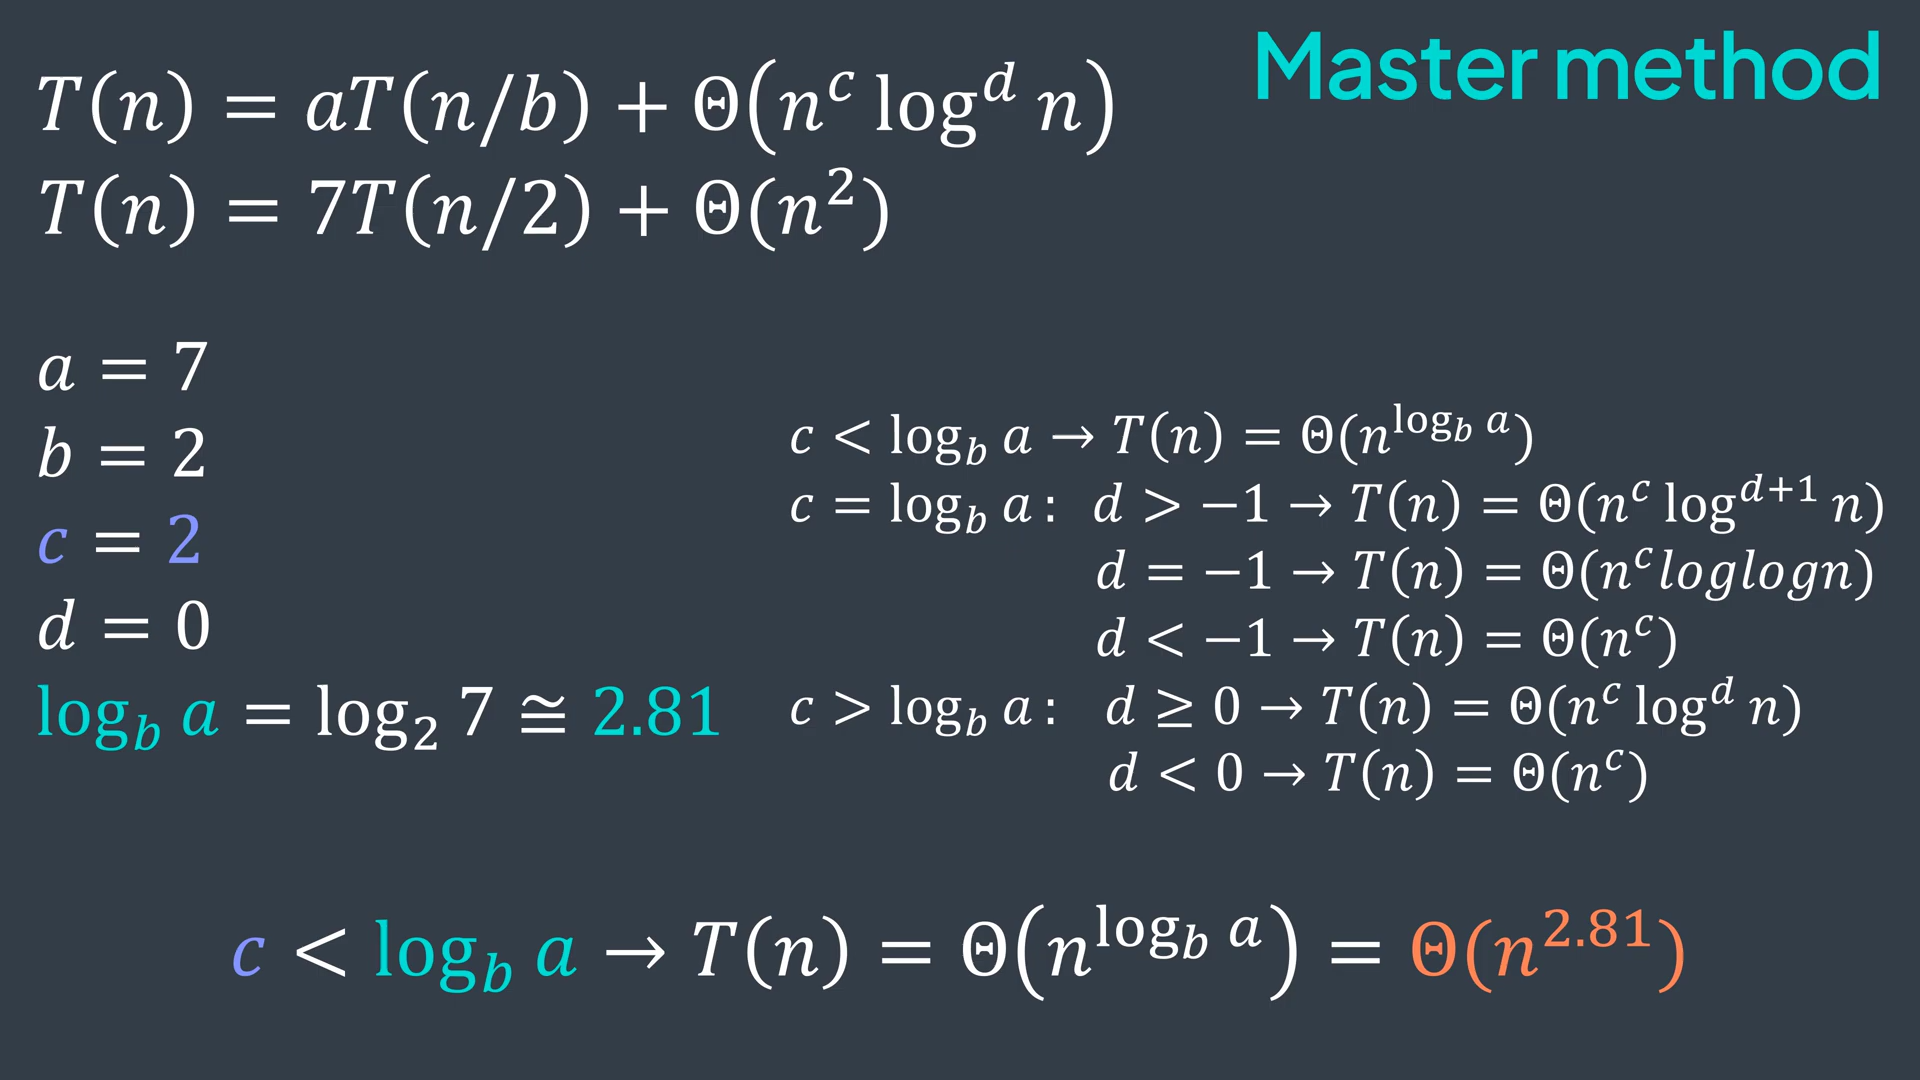 Master method
T(n) = aT(n/b) + Θ(n^c log^d n)
T(n) = 7T(n/2) + Θ(n^2)
a = 7
b = 2
c = 2
d = 0
log_b a = log_2 7 ≅ 2.81
c < log_b a → T(n) = Θ(n^{log_b a})
c = log_b a : d > −1 → T(n) = Θ(n^c log^{d+1} n)
d = −1 → T(n) = Θ(n^c loglogn)
d < −1 → T(n) = Θ(n^c)
c > log_b a : d ≥ 0 → T(n) = Θ(n^c log^d n)
d < 0 → T(n) = Θ(n^c)
c < log_b a → T(n) = Θ(n^{log_b a}) = Θ(n^{2.81})